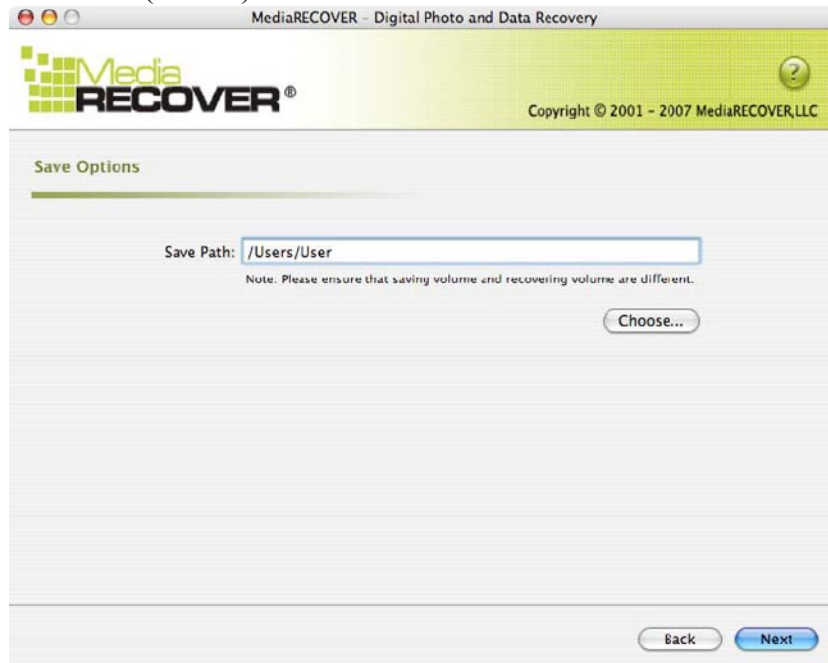 MediaRECOVER - Digital Photo and Data Recovery
Media
RECOVER®
?
Copyright © 2001 - 2007 MediaRECOVER,LLC
Save Options
Save Path: /Users/User
Note: Please ensure that saving volume and recovering volume are different.
Choose...
Back Next